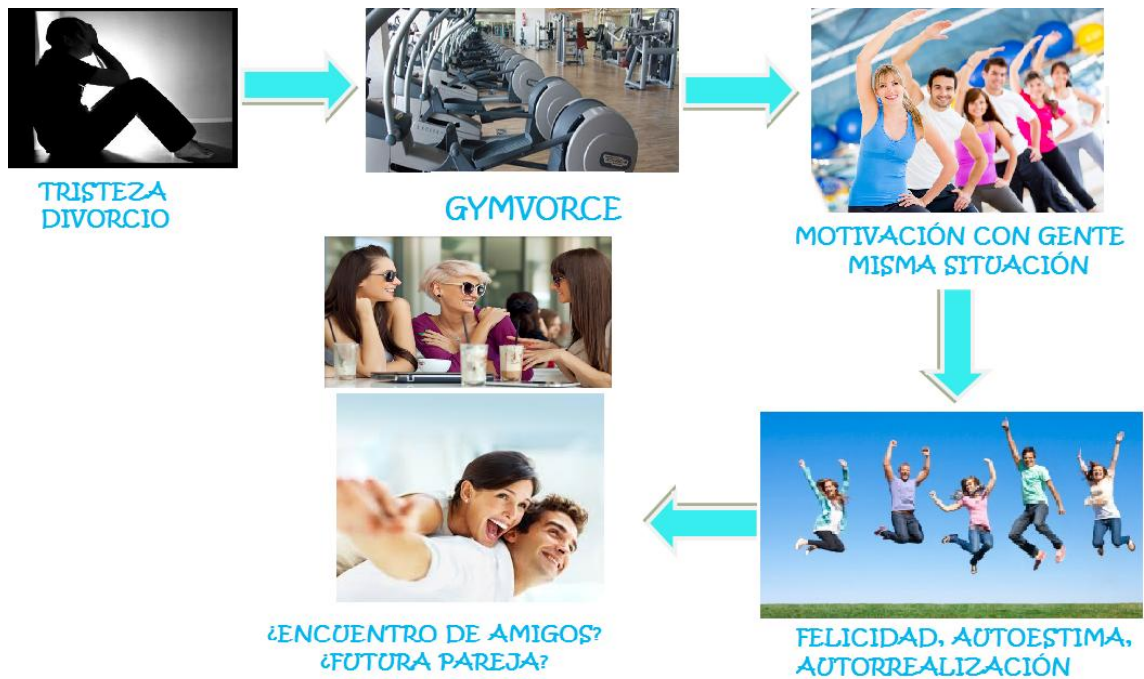 TRISTEZA
DIVORCIO
GYMVORCE
MOTIVACIÓN CON GENTE
MISMA SITUACIÓN
FELICIDAD, AUTOESTIMA,
AUTORREALIZACIÓN
¿ENCUENTRO DE AMIGOS?
¿FUTURA PAREJA?